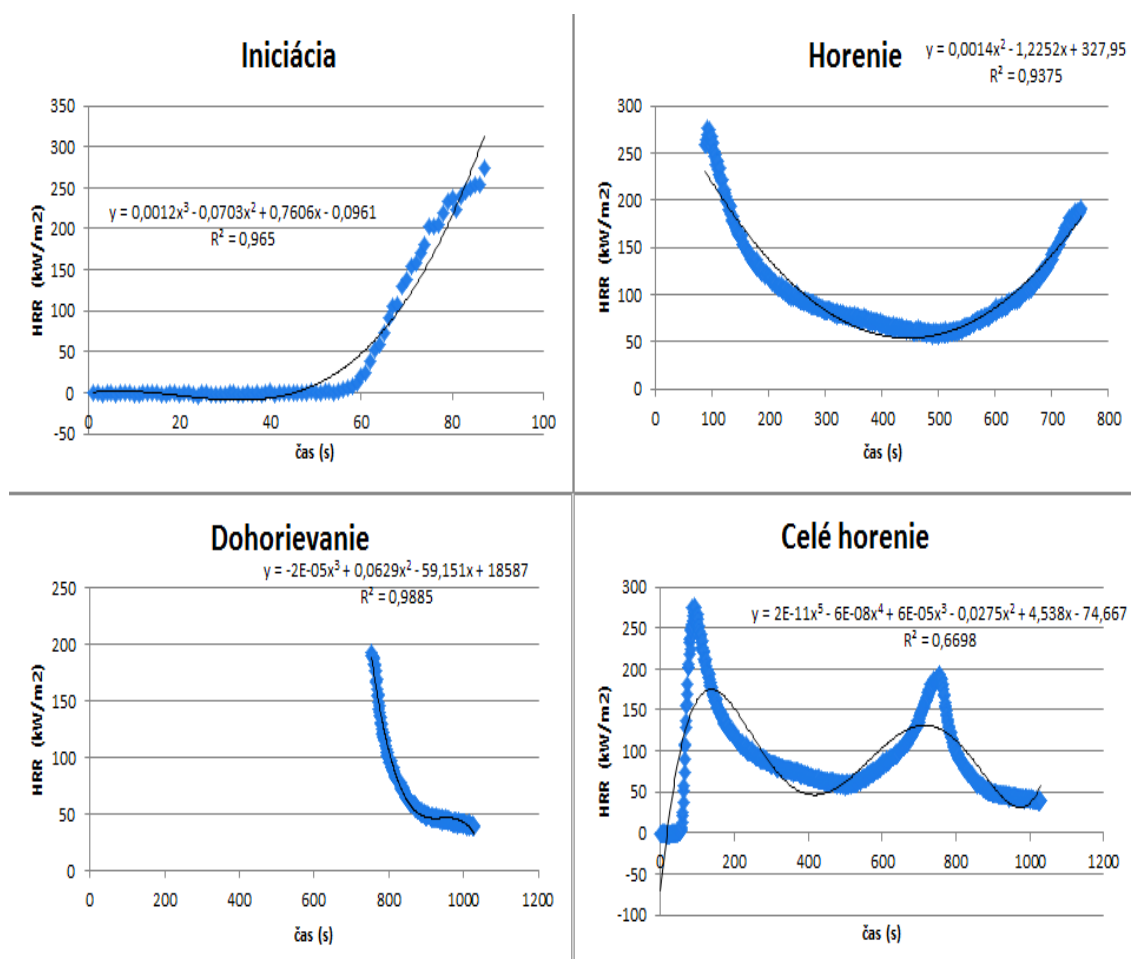 Iniciácia
y = 0,0012x³ - 0,0703x² + 0,7606x - 0,0961
R² = 0,965
HRR (kW/m2)
350
300
250
200
150
100
50
0
-50
0 20 40 60 80 100
čas (s)
Horenie
y = 0,0014x² - 1,2252x + 327,95
R² = 0,9375
HRR (kW/m2)
300
250
200
150
100
50
0
0 100 200 300 400 500 600 700 800
čas (s)
Dohorievanie
y = -2E-05x³ + 0,0629x² - 59,151x + 18587
R² = 0,9885
HRR (kW/m2)
250
200
150
100
50
0
0 200 400 600 800 1000 1200
čas (s)
Celé horenie
y = 2E-11x⁵ - 6E-08x⁴ + 6E-05x³ - 0,0275x² + 4,538x - 74,667
R² = 0,6698
HRR (kW/m2)
300
250
200
150
100
50
0
-50
-100
0 200 400 600 800 1000 1200
čas (s)